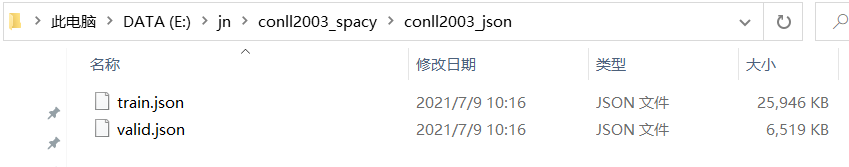 此电脑 > DATA (E:) > jn > conll2003_spacy > conll2003_json
名称 修改日期 类型 大小
train.json 2021/7/9 10:16 JSON 文件 25,946 KB
valid.json 2021/7/9 10:16 JSON 文件 6,519 KB